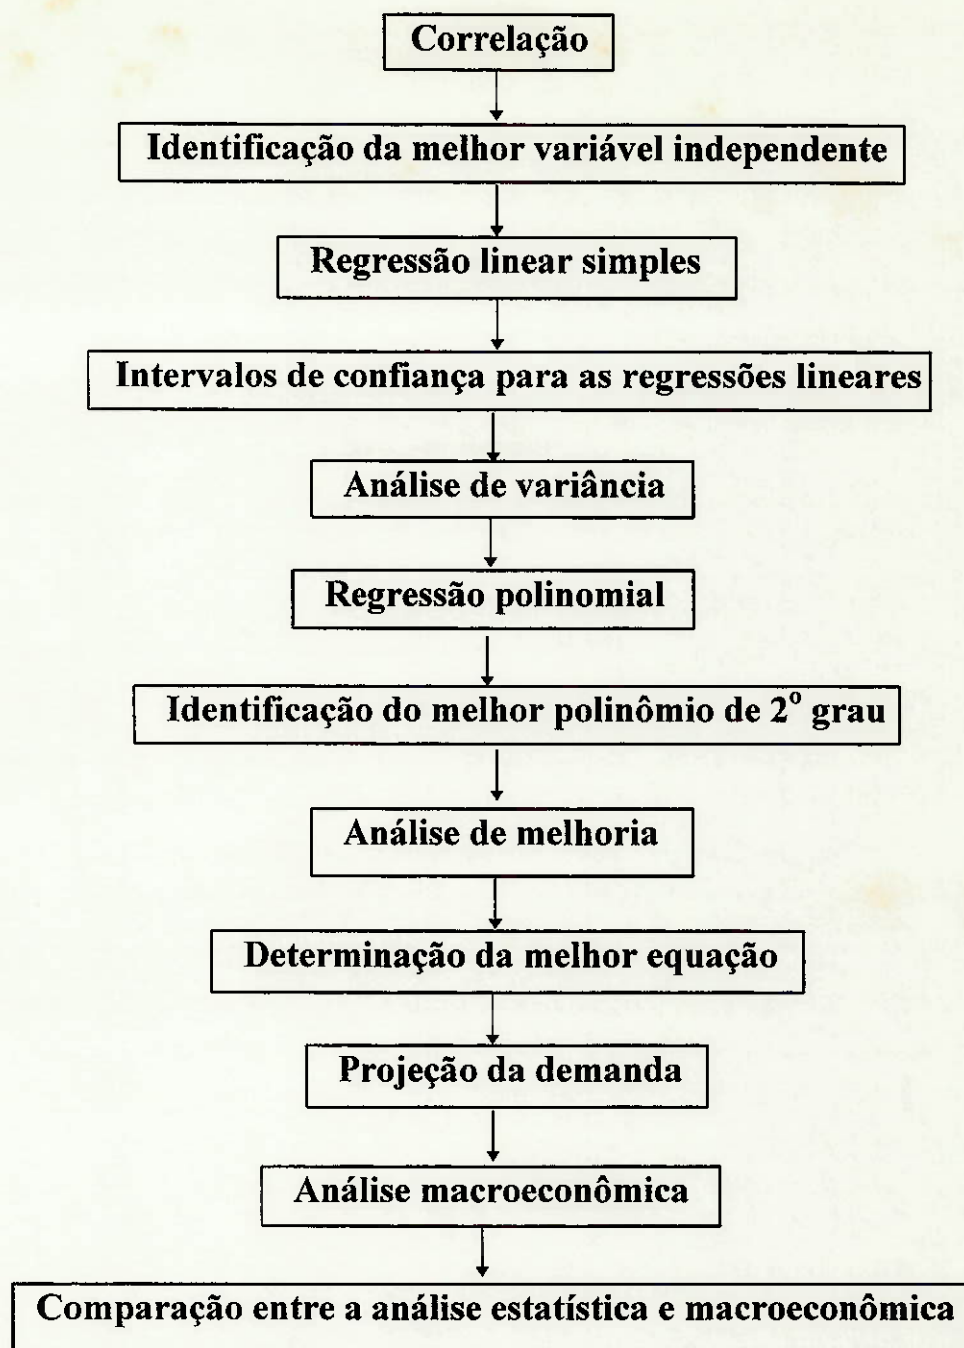 Correlação
Identificação da melhor variável independente
Regressão linear simples
Intervalos de confiança para as regressões lineares
Análise de variância
Regressão polinomial
Identificação do melhor polinômio de 2º grau
Análise de melhoria
Determinação da melhor equação
Projeção da demanda
Análise macroeconômica
Comparação entre a análise estatística e macroeconômica